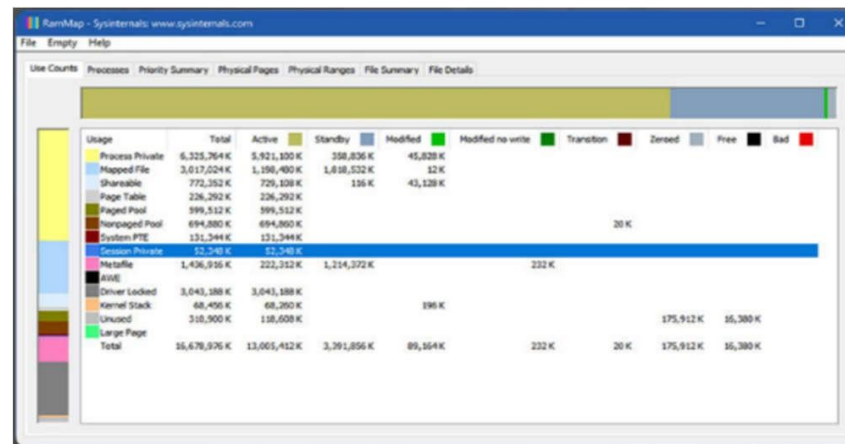 RamMap - Sysinternals: www.sysinternals.com
File Empty Help
Use Counts Processes Priority Summary Physical Pages Physical Ranges File Summary File Details
Usage Total Active Standby Modified Modified no write Transition Zeroed Free Bad
Process Private 6,325,764 K 5,921,100 K 358,836 K 45,828 K
Mapped File 3,017,024 K 1,198,480 K 1,818,532 K 12 K
Shareable 772,352 K 729,108 K 116 K 43,128 K
Page Table 226,292 K 226,292 K
Paged Pool 599,512 K 599,512 K
Nonpaged Pool 694,880 K 694,860 K 20 K
System PTE 131,344 K 131,344 K
Session Private 52,348 K 52,348 K
Metafile 1,436,916 K 222,312 K 1,214,372 K 232 K
AWE
Driver Locked 3,043,188 K 3,043,188 K
Kernel Stack 68,456 K 68,260 K 196 K
Unused 310,900 K 118,608 K 175,912 K 16,380 K
Large Page
Total 16,678,976 K 13,005,412 K 3,391,856 K 89,164 K 232 K 20 K 175,912 K 16,380 K